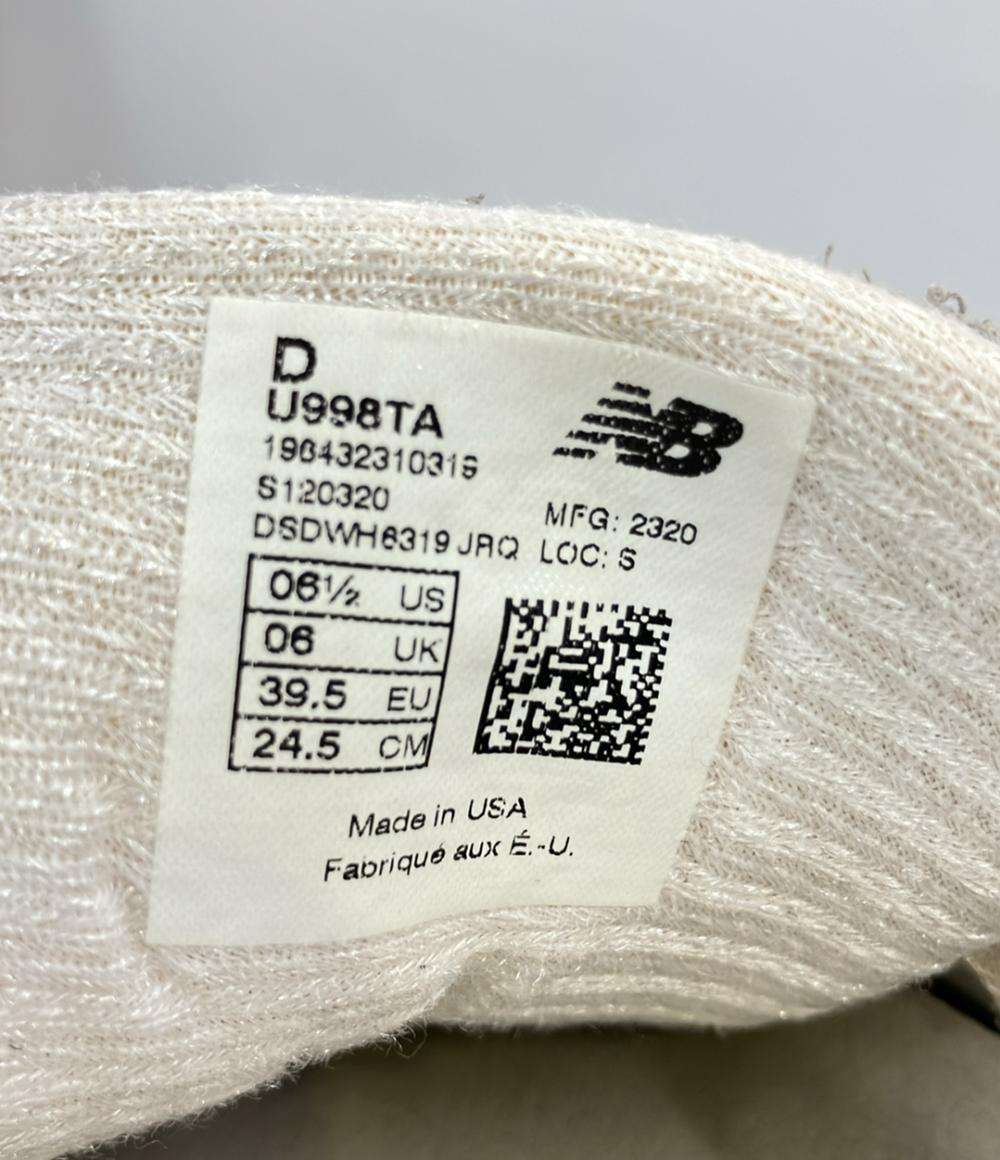 D
U998TA
196432310319
S120320
DSDWH6319 JRQ
NB
MFG: 2320
LOC: S
06½ US
06 UK
39.5 EU
24.5 CM
Made in USA
Fabriqué aux É.-U.